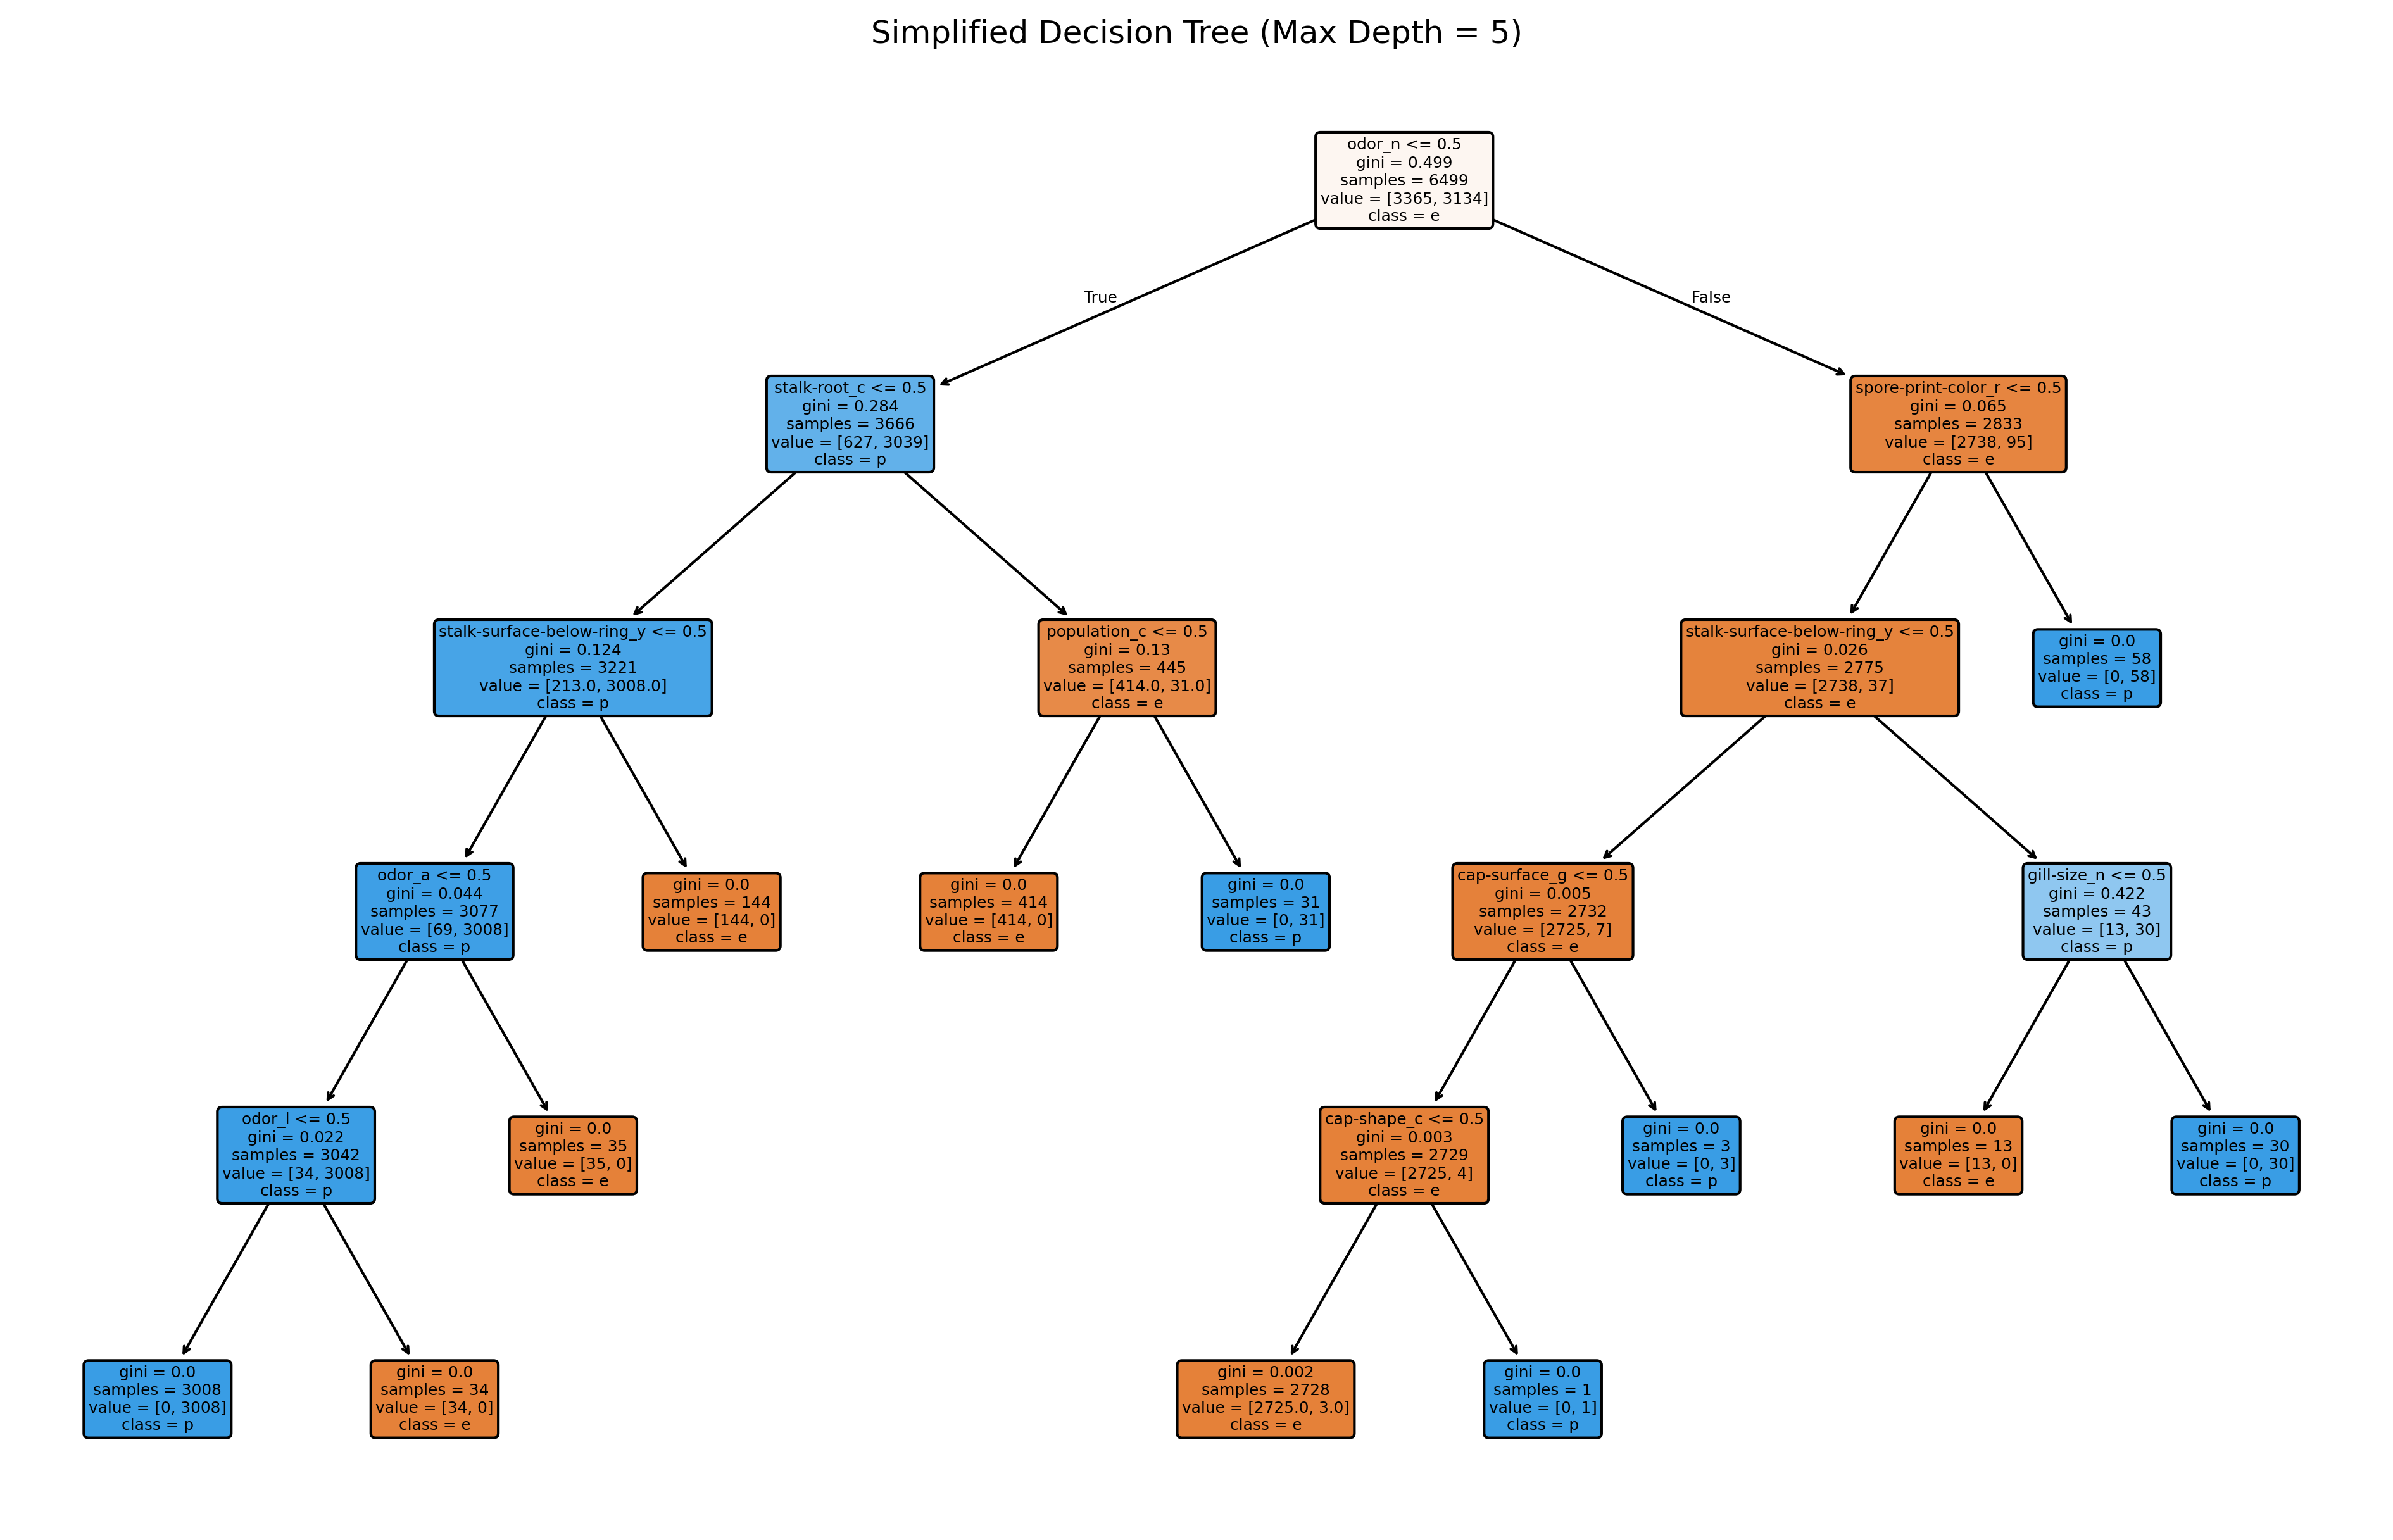 Simplified Decision Tree (Max Depth = 5)
odor_n <= 0.5
gini = 0.499
samples = 6499
value = [3365, 3134]
class = e
True
False
stalk-root_c <= 0.5
gini = 0.284
samples = 3666
value = [627, 3039]
class = p
spore-print-color_r <= 0.5
gini = 0.065
samples = 2833
value = [2738, 95]
class = e
stalk-surface-below-ring_y <= 0.5
gini = 0.124
samples = 3221
value = [213.0, 3008.0]
class = p
population_c <= 0.5
gini = 0.13
samples = 445
value = [414.0, 31.0]
class = e
stalk-surface-below-ring_y <= 0.5
gini = 0.026
samples = 2775
value = [2738, 37]
class = e
gini = 0.0
samples = 58
value = [0, 58]
class = p
odor_a <= 0.5
gini = 0.044
samples = 3077
value = [69, 3008]
class = p
gini = 0.0
samples = 144
value = [144, 0]
class = e
gini = 0.0
samples = 414
value = [414, 0]
class = e
gini = 0.0
samples = 31
value = [0, 31]
class = p
cap-surface_g <= 0.5
gini = 0.005
samples = 2732
value = [2725, 7]
class = e
gill-size_n <= 0.5
gini = 0.422
samples = 43
value = [13, 30]
class = p
odor_l <= 0.5
gini = 0.022
samples = 3042
value = [34, 3008]
class = p
gini = 0.0
samples = 35
value = [35, 0]
class = e
cap-shape_c <= 0.5
gini = 0.003
samples = 2729
value = [2725, 4]
class = e
gini = 0.0
samples = 3
value = [0, 3]
class = p
gini = 0.0
samples = 13
value = [13, 0]
class = e
gini = 0.0
samples = 30
value = [0, 30]
class = p
gini = 0.0
samples = 3008
value = [0, 3008]
class = p
gini = 0.0
samples = 34
value = [34, 0]
class = e
gini = 0.002
samples = 2728
value = [2725.0, 3.0]
class = e
gini = 0.0
samples = 1
value = [0, 1]
class = p